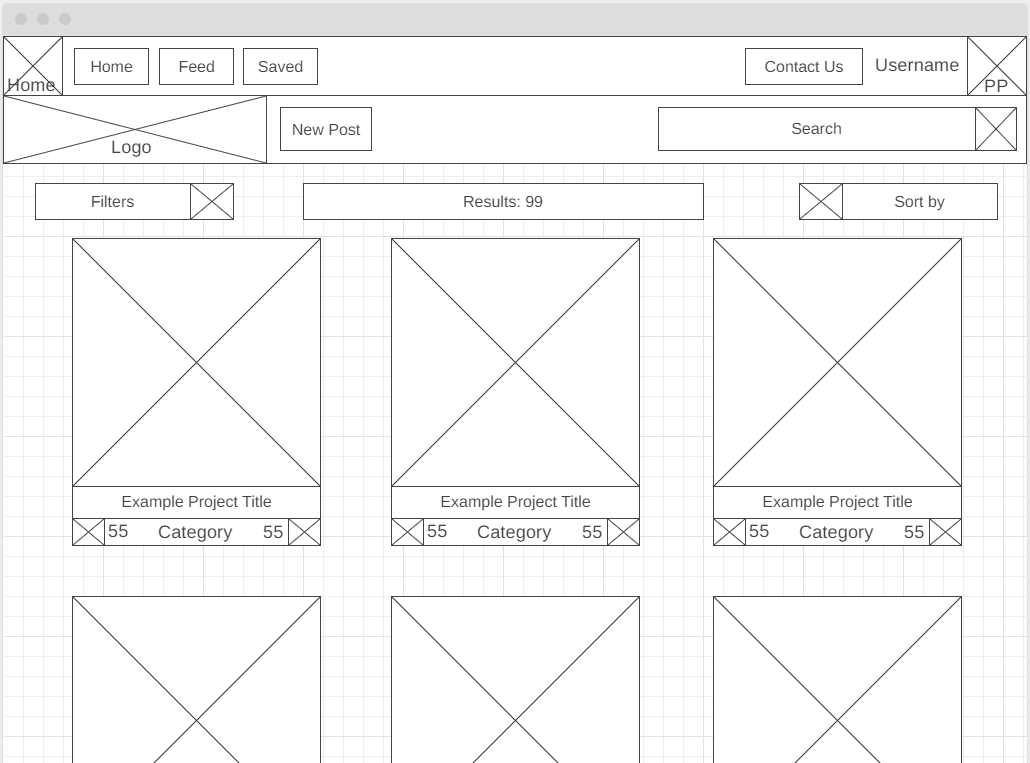 Home
Home
Feed
Saved
Contact Us
Username
PP
Logo
New Post
Search
Filters
Results: 99
Sort by
Example Project Title
55 Category 55
Example Project Title
55 Category 55
Example Project Title
55 Category 55